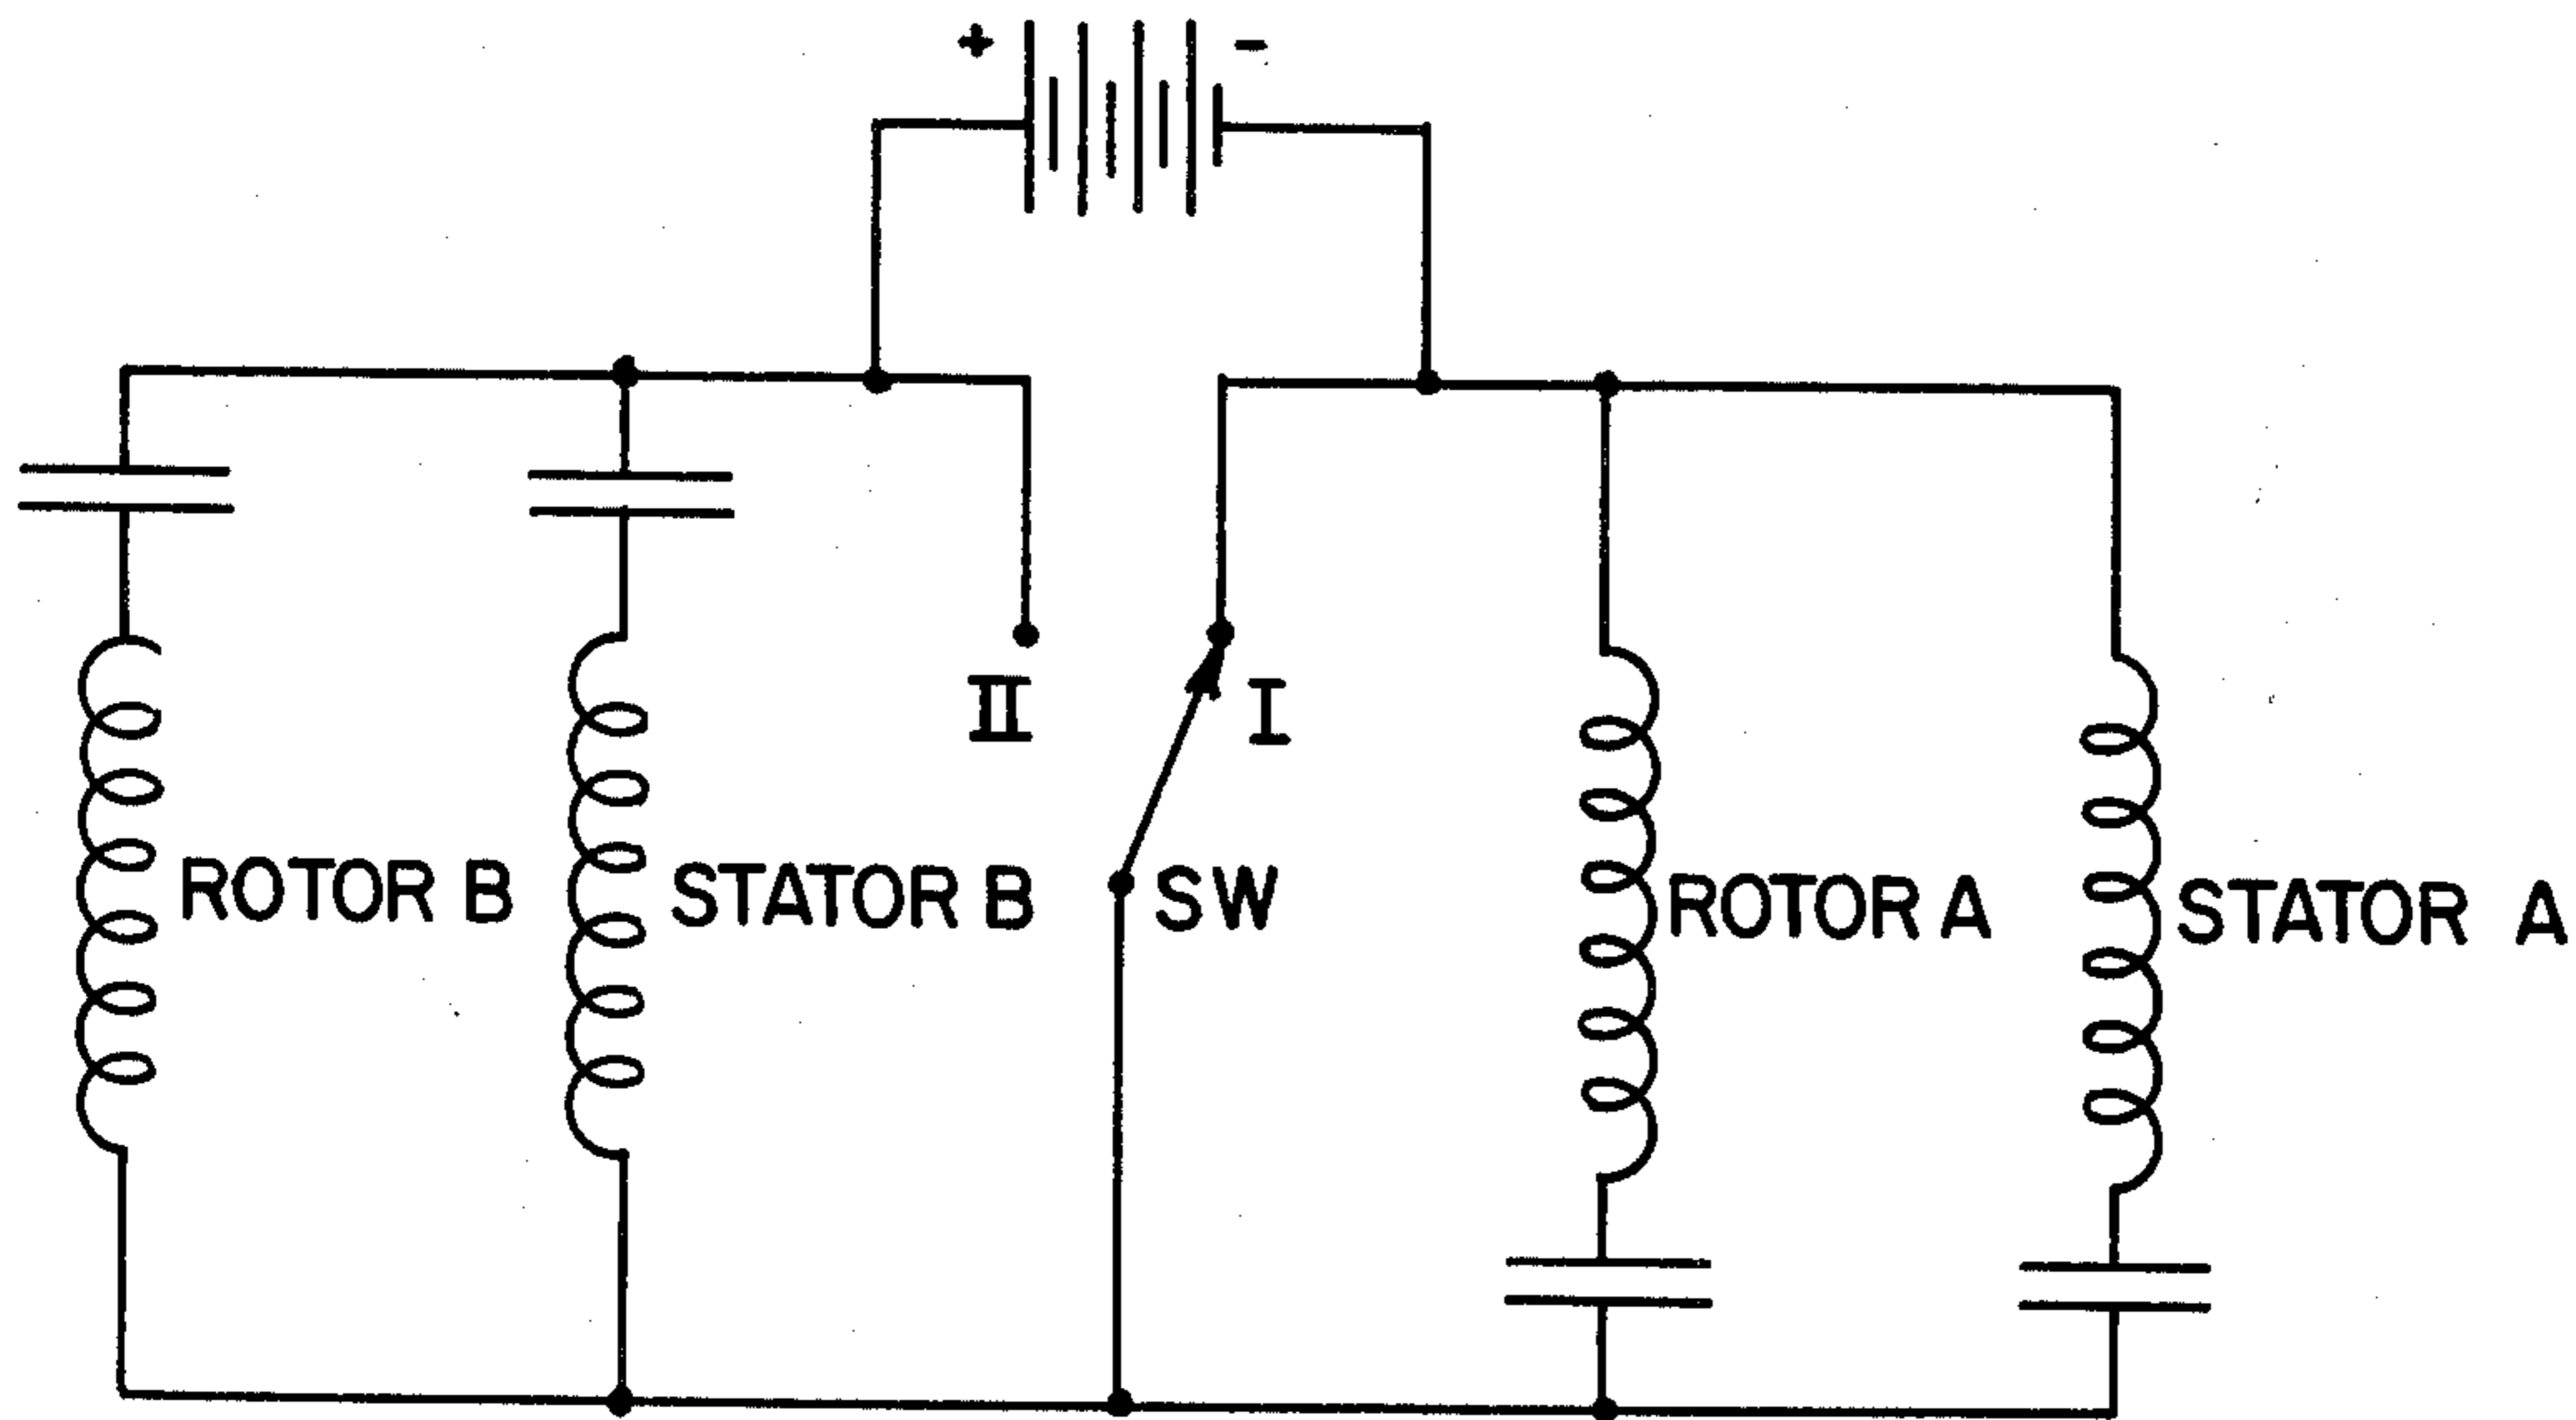 + -
II I
ROTOR B STATOR B SW ROTOR A STATOR A